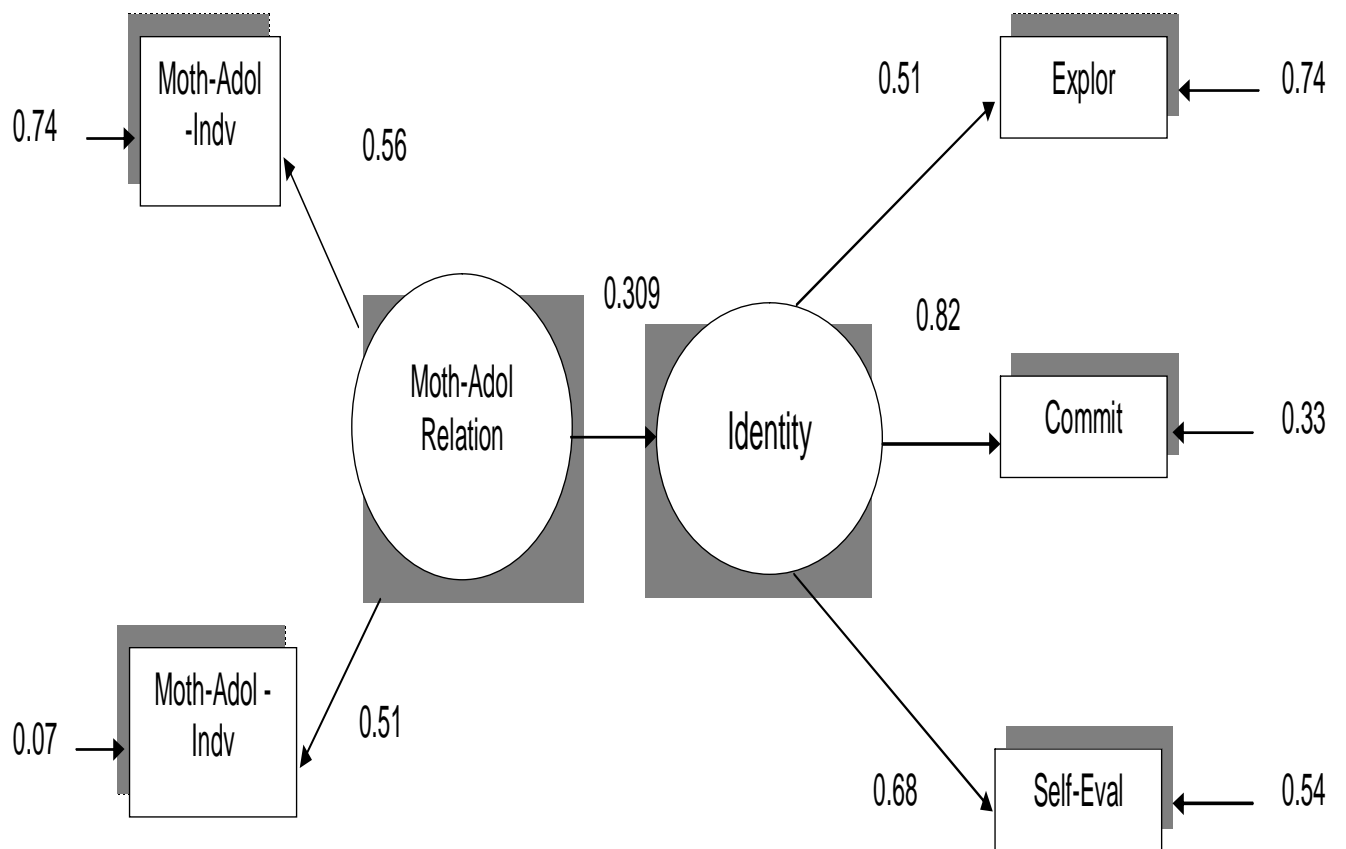 Moth-Adol
-Indv
0.74
0.56
0.51
Explor
0.74
0.309
Moth-Adol
Relation
Identity
0.82
Commit
0.33
Moth-Adol -
Indv
0.07
0.51
0.68
Self-Eval
0.54